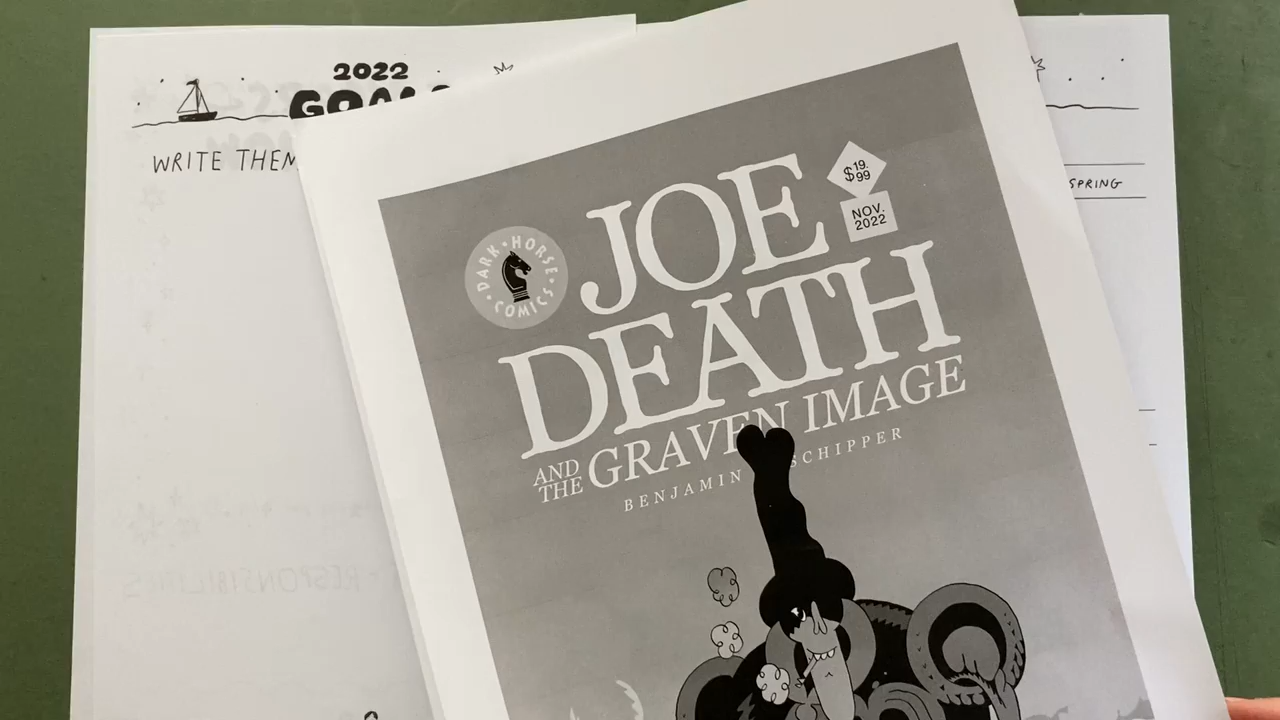 2022
GOALS
WRITE THEM
SPRING
DARK • HORSE • COMICS •
JOE
$19.99
NOV. 2022
DEATH
AND THE GRAVEN IMAGE
BENJAMIN SCHIPPER
RESPONSIBILITIES